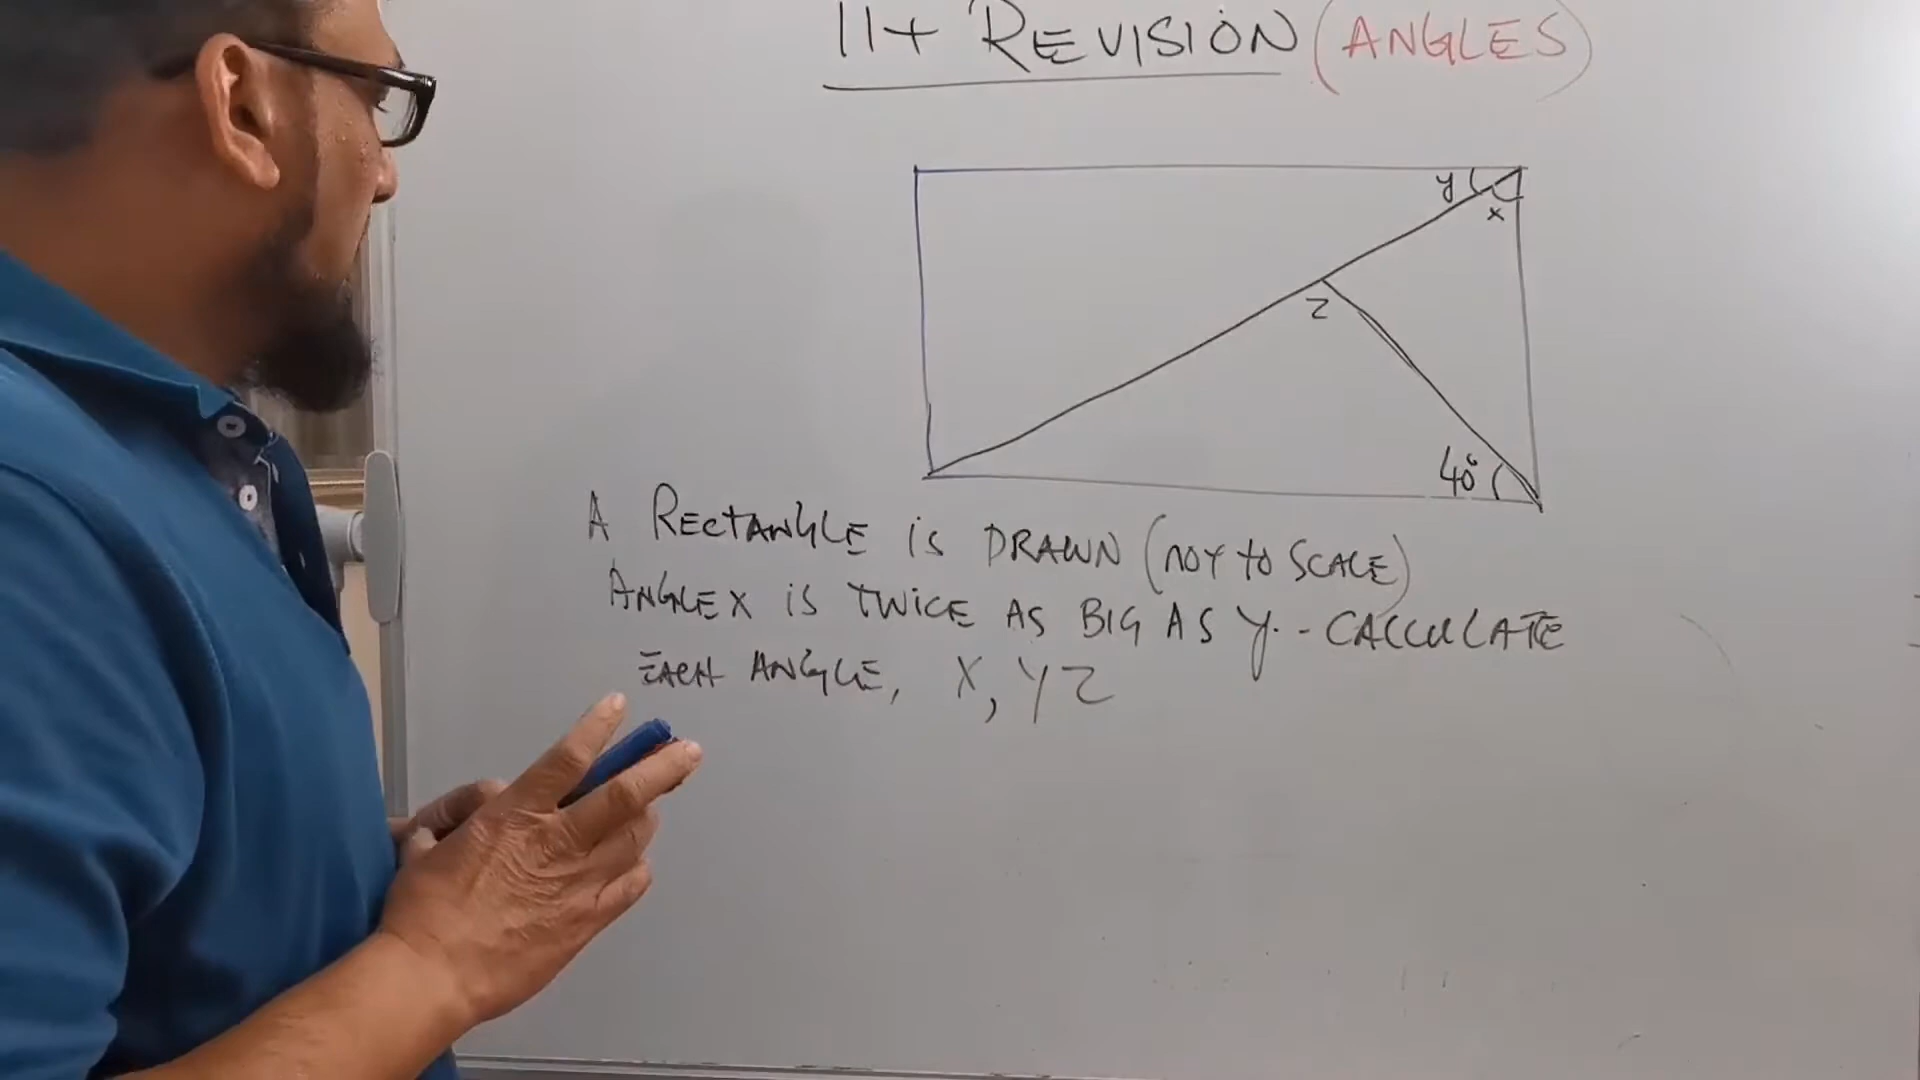 11+ REVISION (ANGLES)
y
x
z
40°
A RECTANGLE iS DRAWN (NOT to SCALE)
ANGLE X iS TWICE AS BIG AS y. - CALCULATE
EACH ANGLE, X, Y Z